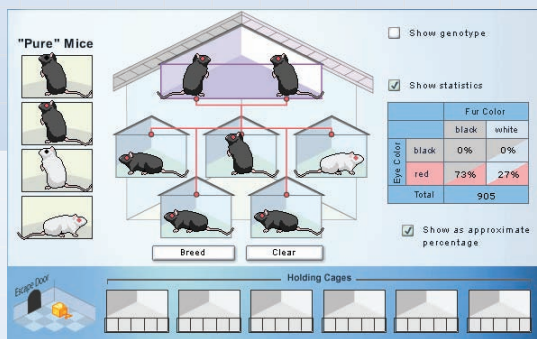 "Pure" Mice
Show genotype
Show statistics
Fur Color
black white
Eye Color
black 0% 0%
red 73% 27%
Total 905
Show as approximate
percentage
Breed Clear
Escape Door
Holding Cages